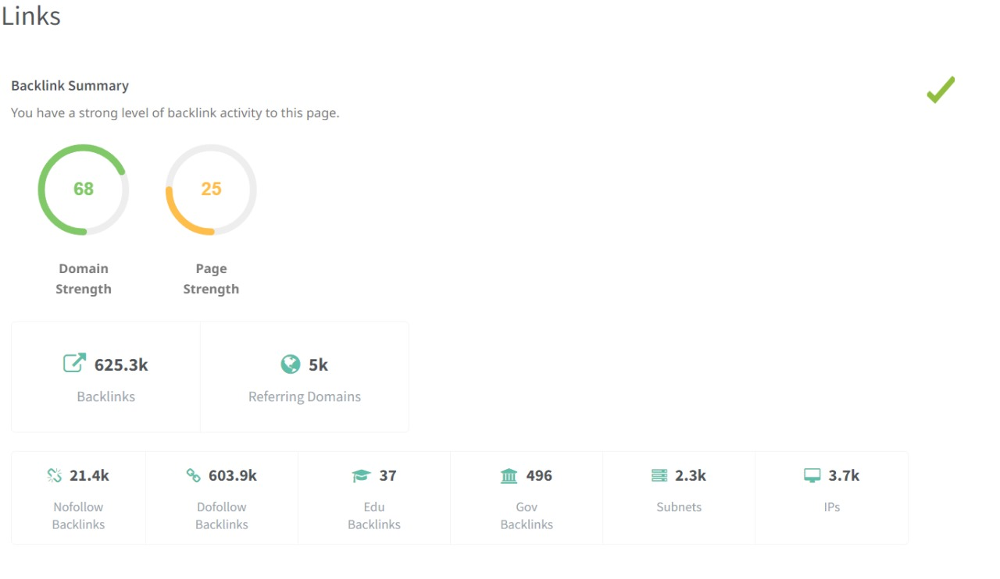 Links
Backlink Summary
You have a strong level of backlink activity to this page.
68
25
Domain
Strength
Page
Strength
625.3k
Backlinks
5k
Referring Domains
21.4k
Nofollow
Backlinks
603.9k
Dofollow
Backlinks
37
Edu
Backlinks
496
Gov
Backlinks
2.3k
Subnets
3.7k
IPs